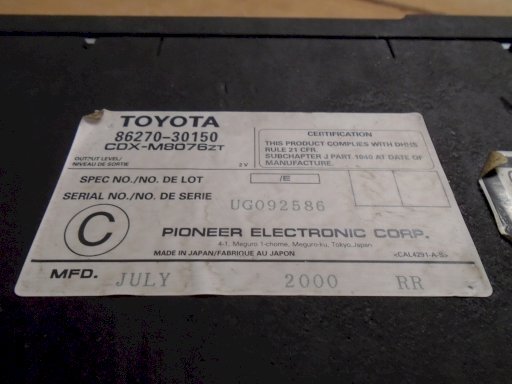 TOYOTA
86270-30150
CDX-M8076ZT
OUTPUT LEVEL/
NIVEAU DE SORTIE 2 V
CERTIFICATION
THIS PRODUCT COMPLIES WITH DHHS
RULE 21 CFR.
SUBCHAPTER J PART 1040 AT DATE OF
MANUFACTURE.
SPEC NO./NO. DE LOT /E
SERIAL NO./NO. DE SERIE UG092586
C
PIONEER ELECTRONIC CORP.
4-1, Meguro 1-chome, Meguro-ku, Tokyo, Japan
MADE IN JAPAN/FABRIQUE AU JAPON <CAL4291-A-S>
MFD. JULY 2000 RR